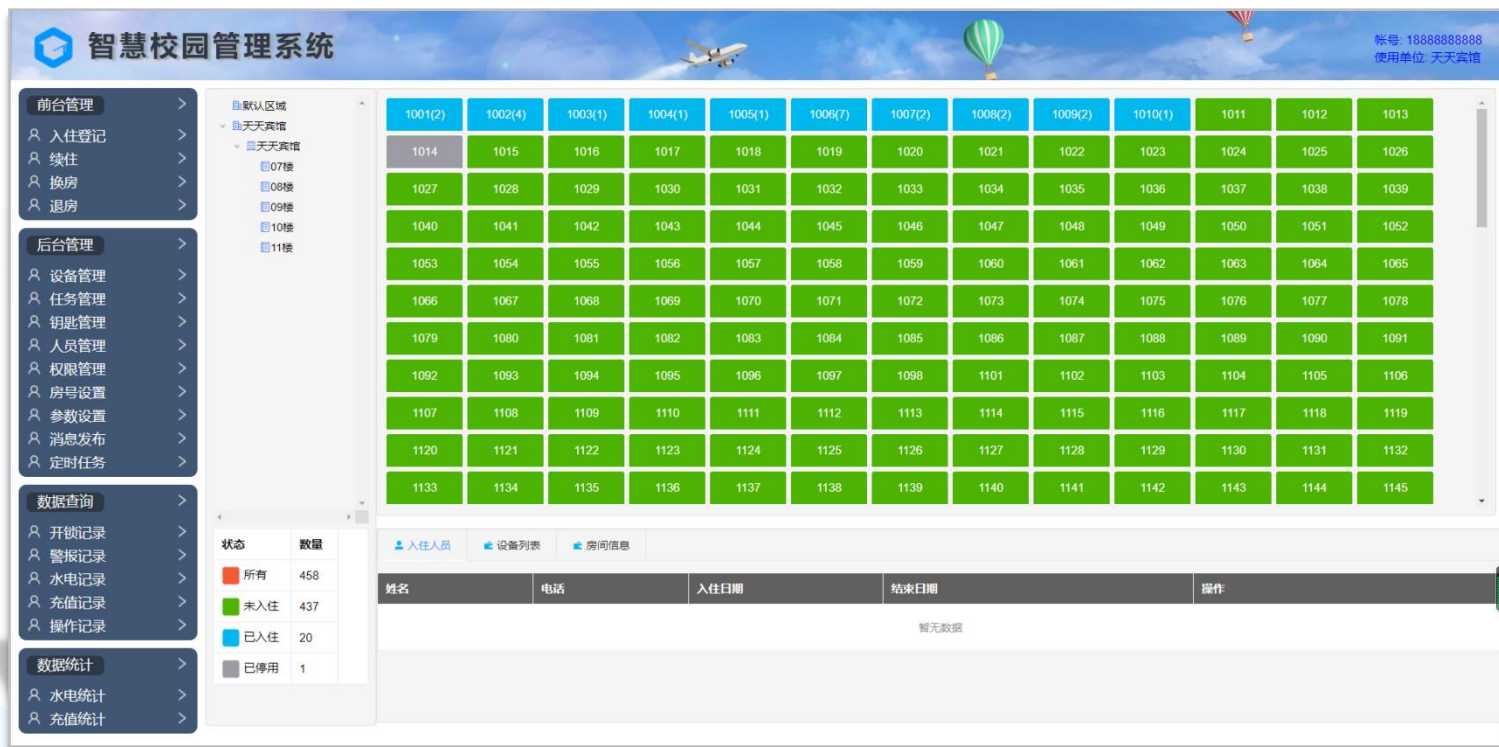 智慧校园管理系统
帐号: 18888888888
使用单位: 天天宾馆
前台管理
入住登记
续住
换房
退房
后台管理
设备管理
任务管理
钥匙管理
人员管理
权限管理
房号设置
参数设置
消息发布
定时任务
数据查询
开锁记录
警报记录
水电记录
充值记录
操作记录
数据统计
水电统计
充值统计
默认区域
天天宾馆
天天宾馆
07楼
08楼
09楼
10楼
11楼
1001(2) 1002(4) 1003(1) 1004(1) 1005(1) 1006(7) 1007(2) 1008(2) 1009(2) 1010(1) 1011 1012 1013
1014 1015 1016 1017 1018 1019 1020 1021 1022 1023 1024 1025 1026
1027 1028 1029 1030 1031 1032 1033 1034 1035 1036 1037 1038 1039
1040 1041 1042 1043 1044 1045 1046 1047 1048 1049 1050 1051 1052
1053 1054 1055 1056 1057 1058 1059 1060 1061 1062 1063 1064 1065
1066 1067 1068 1069 1070 1071 1072 1073 1074 1075 1076 1077 1078
1079 1080 1081 1082 1083 1084 1085 1086 1087 1088 1089 1090 1091
1092 1093 1094 1095 1096 1097 1098 1101 1102 1103 1104 1105 1106
1107 1108 1109 1110 1111 1112 1113 1114 1115 1116 1117 1118 1119
1120 1121 1122 1123 1124 1125 1126 1127 1128 1129 1130 1131 1132
1133 1134 1135 1136 1137 1138 1139 1140 1141 1142 1143 1144 1145
状态 数量
所有 458
未入住 437
已入住 20
已停用 1
入住人员 设备列表 房间信息
姓名 电话 入住日期 结束日期 操作
暂无数据